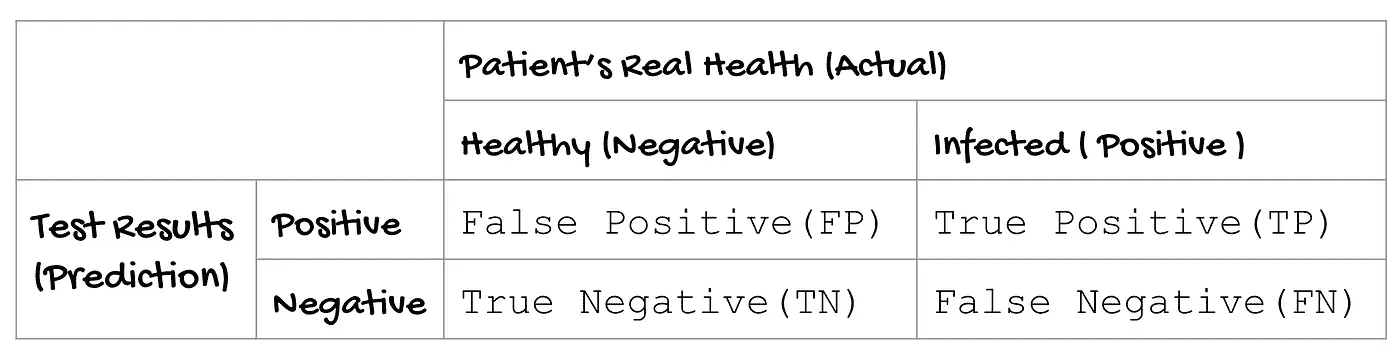 Patient's Real Health (Actual)
Healthy (Negative)
Infected ( Positive )
Test Results
(Prediction)
Positive
False Positive(FP)
True Positive(TP)
Negative
True Negative(TN)
False Negative(FN)